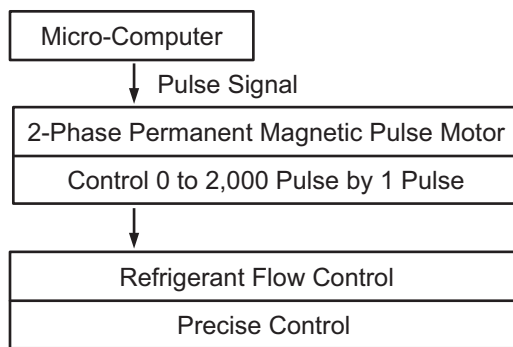 Micro-Computer
Pulse Signal
2-Phase Permanent Magnetic Pulse Motor
Control 0 to 2,000 Pulse by 1 Pulse
Refrigerant Flow Control
Precise Control